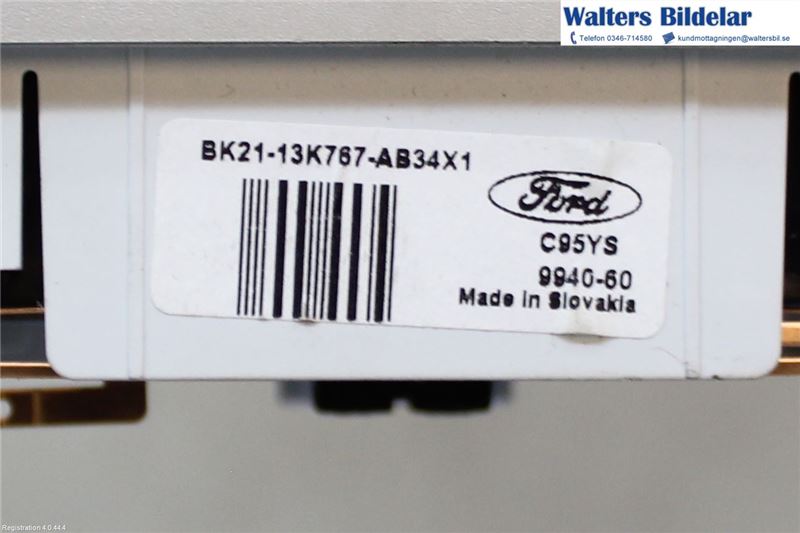 Walters Bildelar
Telefon 0346-714580 kundmottagningen@waltersbil.se
BK21-13K767-AB34X1
Ford
C95YS
9940-60
Made in Slovakia
Registration 4.0.44.4